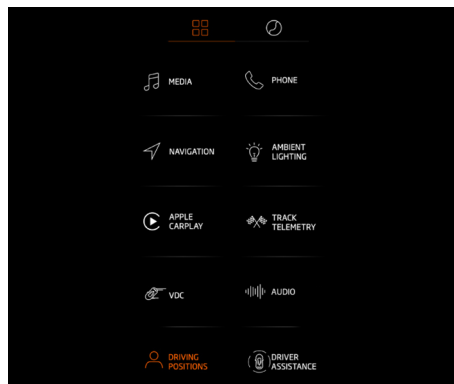 MEDIA
PHONE
NAVIGATION
AMBIENT
LIGHTING
APPLE
CARPLAY
TRACK
TELEMETRY
VDC
AUDIO
DRIVING
POSITIONS
DRIVER
ASSISTANCE